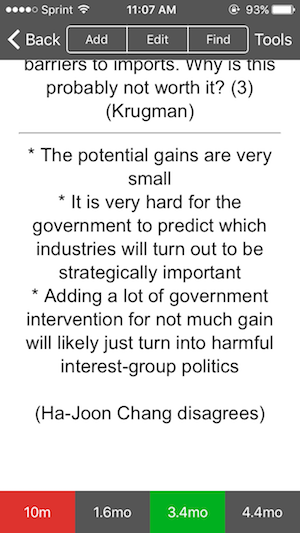 Sprint 11:07 AM 93%
Back Add Edit Find Tools
barriers to imports. Why is this
probably not worth it? (3)
(Krugman)
* The potential gains are very
small
* It is very hard for the
government to predict which
industries will turn out to be
strategically important
* Adding a lot of government
intervention for not much gain
will likely just turn into harmful
interest-group politics
(Ha-Joon Chang disagrees)
10m 1.6mo 3.4mo 4.4mo